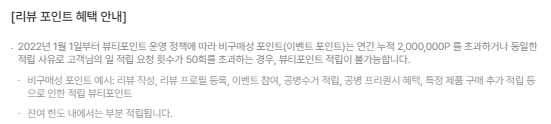 [리뷰 포인트 혜택 안내]
· 2022년 1월 1일부터 뷰티포인트 운영 정책에 따라 비구매성 포인트(이벤트 포인트)는 연간 누적 2,000,000P 를 초과하거나 동일한
적립 사유로 고객님의 일 적립 요청 횟수가 50회를 초과하는 경우, 뷰티포인트 적립이 불가능합니다.
· 비구매성 포인트 예시: 리뷰 작성, 리뷰 프로필 등록, 이벤트 참여, 공병수거 적립, 공병 프리퀀시 혜택, 특정 제품 구매 추가 적립 등
으로 인한 적립 뷰티포인트
· 잔여 한도 내에서는 부분 적립됩니다.